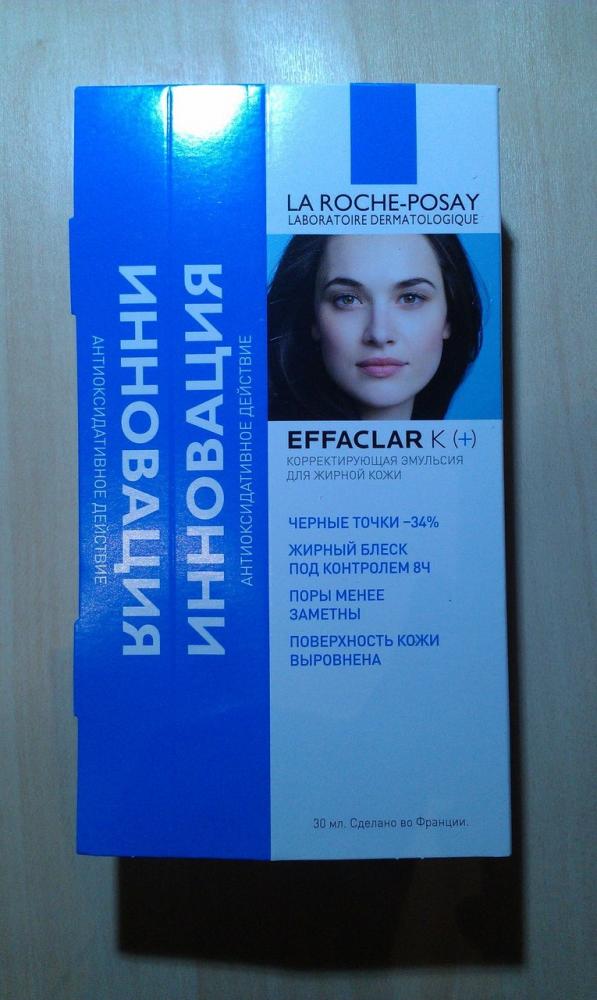 ИННОВАЦИЯ
АНТИОКСИДАТИВНОЕ ДЕЙСТВИЕ
ИННОВАЦИЯ
АНТИОКСИДАТИВНОЕ ДЕЙСТВИЕ
LA ROCHE-POSAY
LABORATOIRE DERMATOLOGIQUE
EFFACLAR K (+)
КОРРЕКТИРУЮЩАЯ ЭМУЛЬСИЯ
ДЛЯ ЖИРНОЙ КОЖИ
ЧЕРНЫЕ ТОЧКИ –34%
ЖИРНЫЙ БЛЕСК
ПОД КОНТРОЛЕМ 8Ч
ПОРЫ МЕНЕЕ
ЗАМЕТНЫ
ПОВЕРХНОСТЬ КОЖИ
ВЫРОВНЕНА
30 мл. Сделано во Франции.